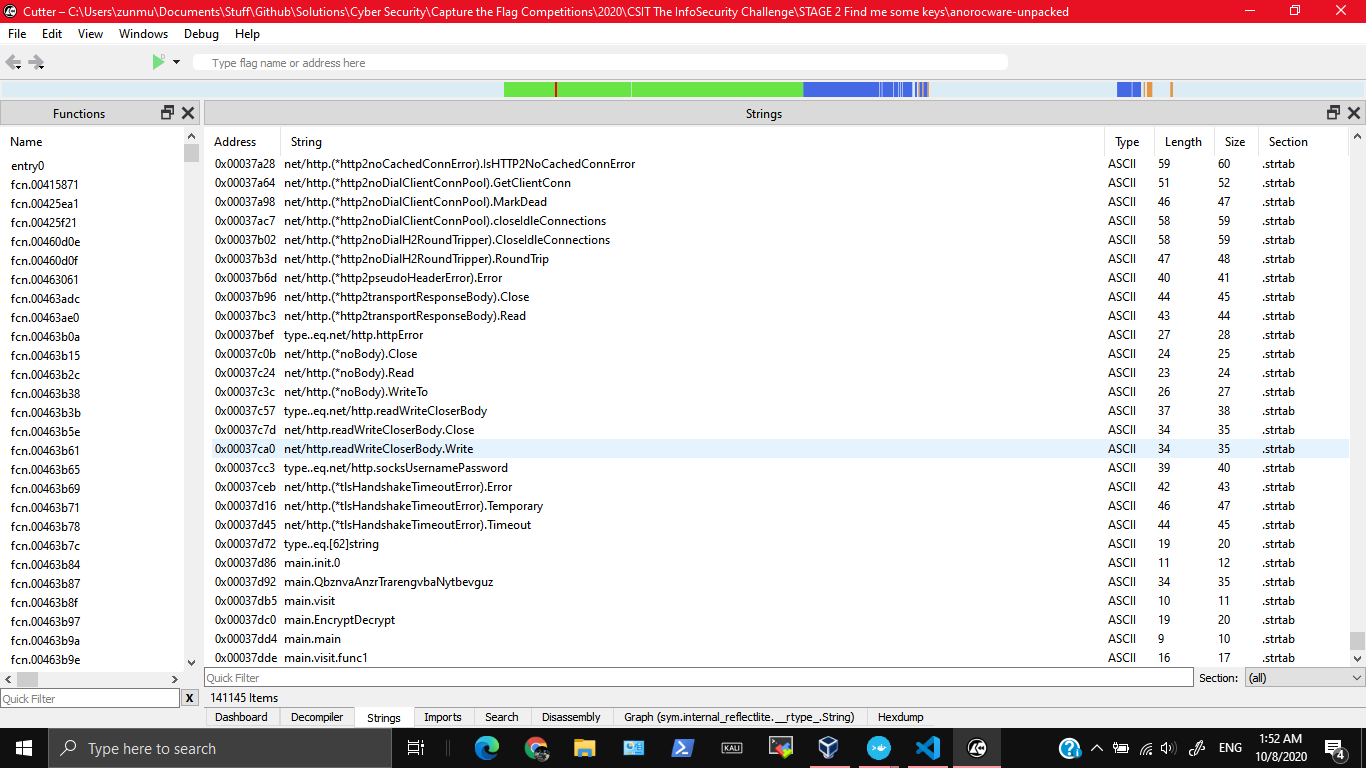 Cutter – C:\Users\zunmu\Documents\Stuff\Github\Solutions\Cyber Security\Capture the Flag Competitions\2020\CSIT The InfoSecurity Challenge\STAGE 2 Find me some keys\anorocware-unpacked
File Edit View Windows Debug Help
Type flag name or address here
Functions
Strings
Name
Address String Type Length Size Section
entry0
fcn.00415871
fcn.00425ea1
fcn.00425f21
fcn.00460d0e
fcn.00460d0f
fcn.00463061
fcn.00463adc
fcn.00463ae0
fcn.00463b0a
fcn.00463b15
fcn.00463b2c
fcn.00463b38
fcn.00463b3b
fcn.00463b5e
fcn.00463b61
fcn.00463b65
fcn.00463b69
fcn.00463b71
fcn.00463b78
fcn.00463b7c
fcn.00463b84
fcn.00463b87
fcn.00463b8f
fcn.00463b97
fcn.00463b9a
fcn.00463b9e
0x00037a28 net/http.(*http2noCachedConnError).IsHTTP2NoCachedConnError ASCII 59 60 .strtab
0x00037a64 net/http.(*http2noDialClientConnPool).GetClientConn ASCII 51 52 .strtab
0x00037a98 net/http.(*http2noDialClientConnPool).MarkDead ASCII 46 47 .strtab
0x00037ac7 net/http.(*http2noDialClientConnPool).closeIdleConnections ASCII 58 59 .strtab
0x00037b02 net/http.(*http2noDialH2RoundTripper).CloseIdleConnections ASCII 58 59 .strtab
0x00037b3d net/http.(*http2noDialH2RoundTripper).RoundTrip ASCII 47 48 .strtab
0x00037b6d net/http.(*http2pseudoHeaderError).Error ASCII 40 41 .strtab
0x00037b96 net/http.(*http2transportResponseBody).Close ASCII 44 45 .strtab
0x00037bc3 net/http.(*http2transportResponseBody).Read ASCII 43 44 .strtab
0x00037bef type..eq.net/http.httpError ASCII 27 28 .strtab
0x00037c0b net/http.(*noBody).Close ASCII 24 25 .strtab
0x00037c24 net/http.(*noBody).Read ASCII 23 24 .strtab
0x00037c3c net/http.(*noBody).WriteTo ASCII 26 27 .strtab
0x00037c57 type..eq.net/http.readWriteCloserBody ASCII 37 38 .strtab
0x00037c7d net/http.readWriteCloserBody.Close ASCII 34 35 .strtab
0x00037ca0 net/http.readWriteCloserBody.Write ASCII 34 35 .strtab
0x00037cc3 type..eq.net/http.socksUsernamePassword ASCII 39 40 .strtab
0x00037ceb net/http.(*tlsHandshakeTimeoutError).Error ASCII 42 43 .strtab
0x00037d16 net/http.(*tlsHandshakeTimeoutError).Temporary ASCII 46 47 .strtab
0x00037d45 net/http.(*tlsHandshakeTimeoutError).Timeout ASCII 44 45 .strtab
0x00037d72 type..eq.[62]string ASCII 19 20 .strtab
0x00037d86 main.init.0 ASCII 11 12 .strtab
0x00037d92 main.QbznvaAnzrTrarengvbaNytbevguz ASCII 34 35 .strtab
0x00037db5 main.visit ASCII 10 11 .strtab
0x00037dc0 main.EncryptDecrypt ASCII 19 20 .strtab
0x00037dd4 main.main ASCII 9 10 .strtab
0x00037dde main.visit.func1 ASCII 16 17 .strtab
Quick Filter Section: (all)
Quick Filter X
141145 Items
Dashboard Decompiler Strings Imports Search Disassembly Graph (sym.internal_reflectlite.__rtype_.String) Hexdump
Type here to search
KALI
ENG
1:52 AM
10/8/2020
4